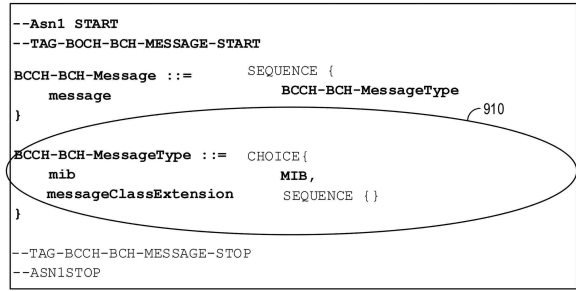 --Asn1 START
--TAG-BOCH-BCH-MESSAGE-START
BCCH-BCH-Message ::= SEQUENCE {
message BCCH-BCH-MessageType
}
910
BCCH-BCH-MessageType ::= CHOICE{
mib MIB,
messageClassExtension SEQUENCE {}
}
--TAG-BCCH-BCH-MESSAGE-STOP
--ASN1STOP